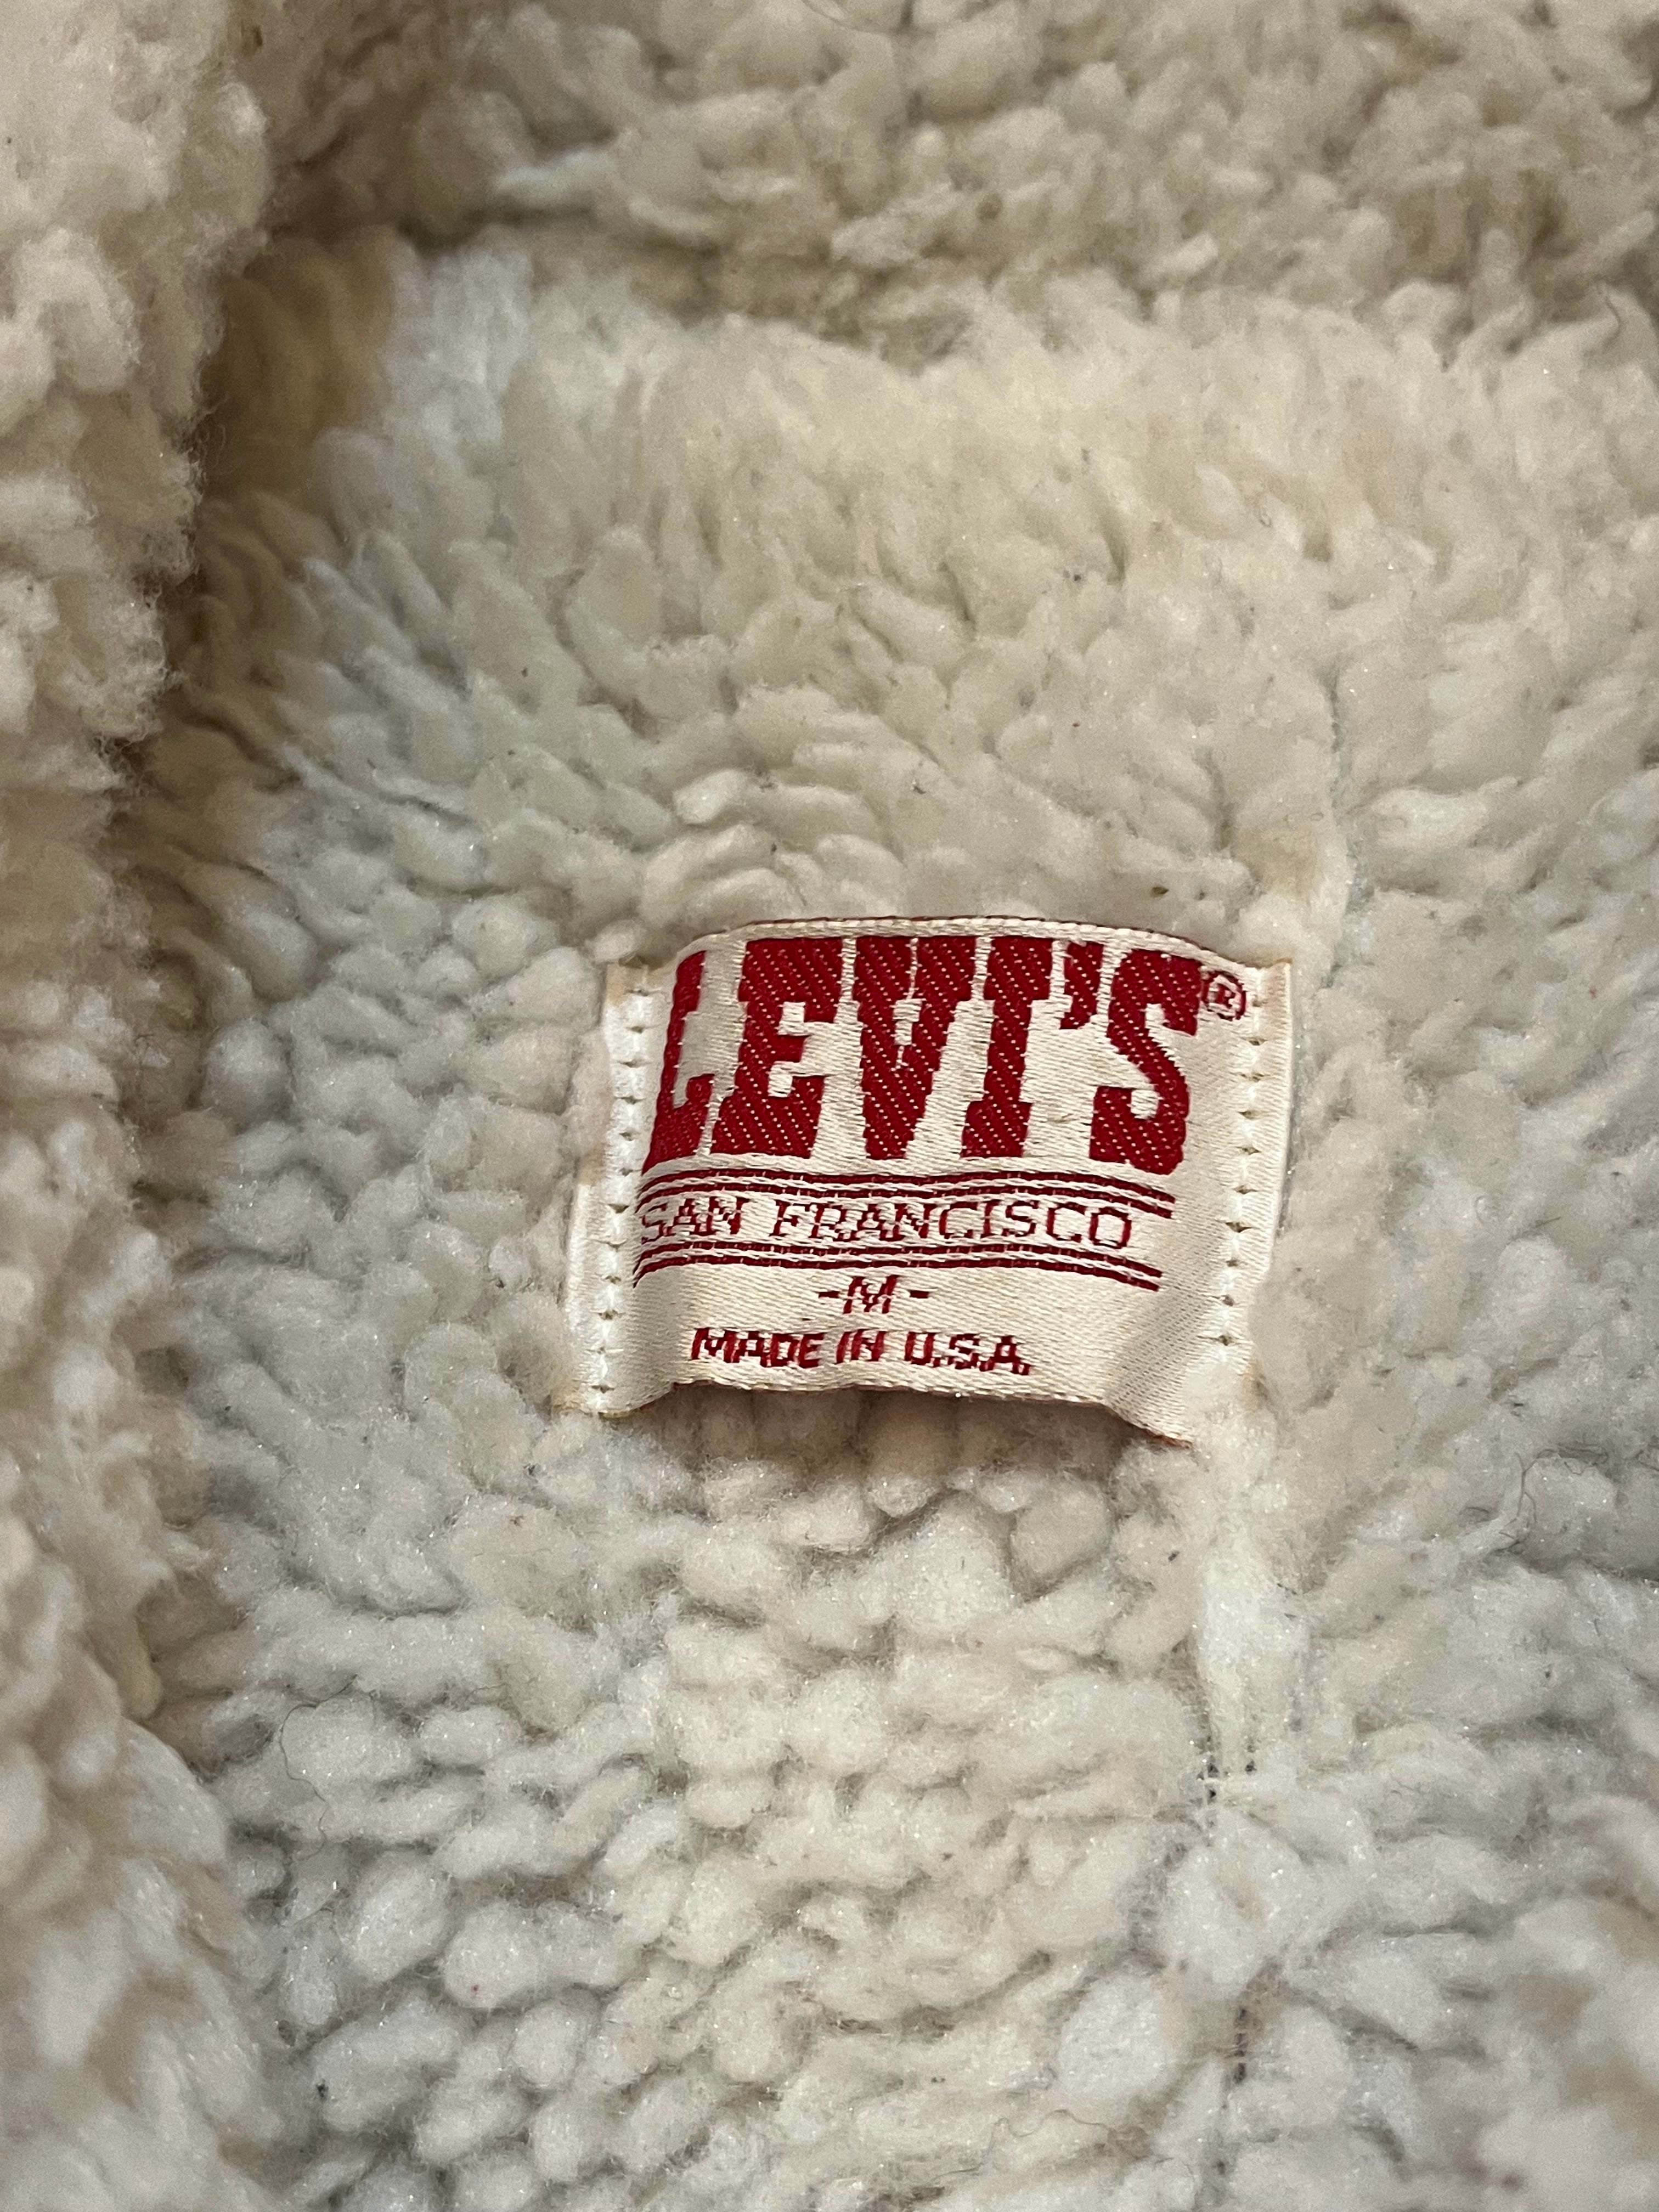 LEVI'S®
SAN FRANCISCO
-M-
MADE IN U.S.A.